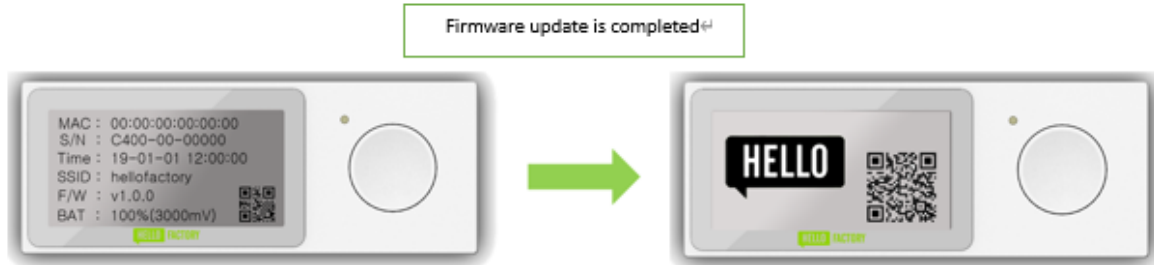 Firmware update is completed↵
MAC : 00:00:00:00:00:00
S/N : C400-00-00000
Time : 19-01-01 12:00:00
SSID : hellofactory
F/W : v1.0.0
BAT : 100%(3000mV)
HELLO FACTORY
HELLO
HELLO FACTORY